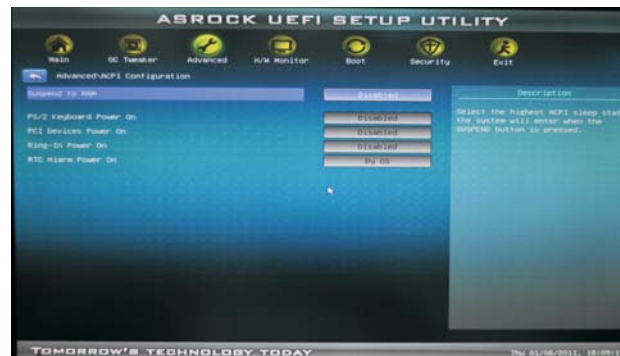 ASROCK UEFI SETUP UTILITY
Main OC Tweaker Advanced H/W Monitor Boot Security Exit
Advanced\ACPI Configuration
Suspend to RAM Disabled
PS/2 Keyboard Power On Disabled
PCI Devices Power On Disabled
Ring-In Power On Disabled
RTC Alarm Power On By OS
Description
Select the highest ACPI sleep stat
the system will enter when the
SUSPEND button is pressed.
TOMORROW'S TECHNOLOGY TODAY
Thu 01/06/2011, 18:09:1